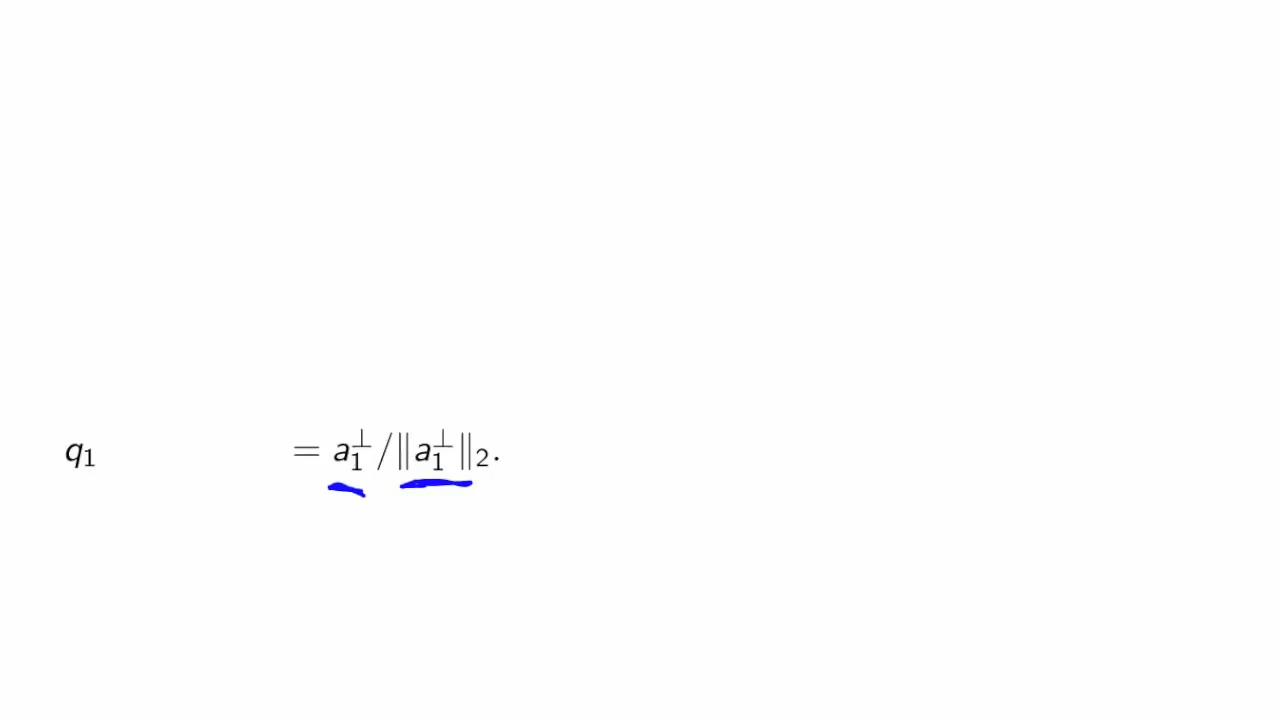 q₁ = a₁^⊥ / ‖a₁^⊥‖₂.